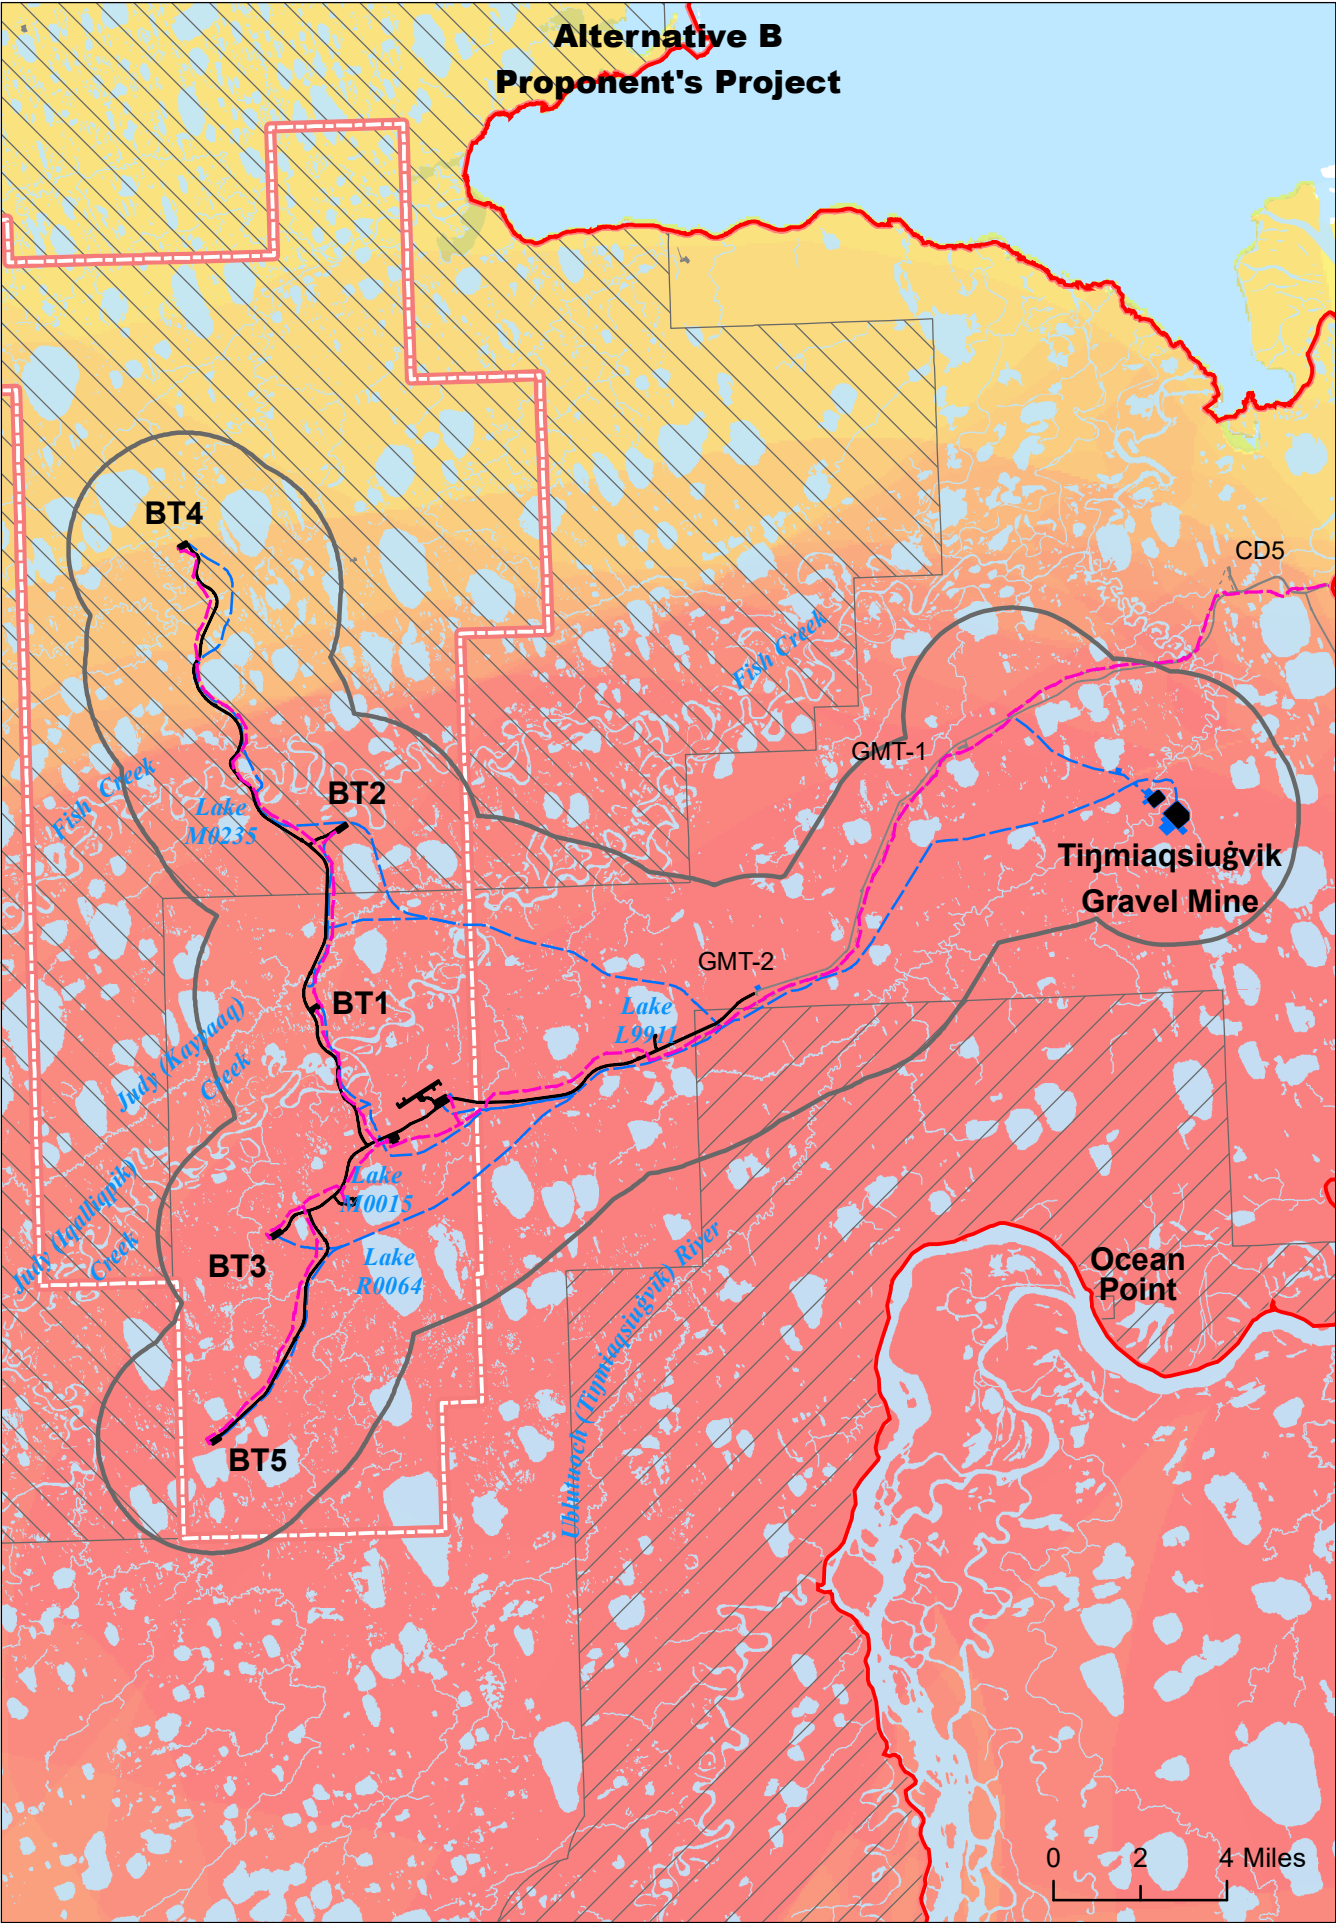 Alternative B
Proponent's Project
BT4
CD5
Fish Creek
GMT-1
Fish Creek
Lake
M0235
BT2
Tiŋmiaqsiuġvik
Gravel Mine
GMT-2
BT1
Lake
L9911
Judy (Kayyaaq)
Creek
Lake
M0015
Judy (Iqalliqpik)
Creek
BT3
Lake
R0064
Ocean
Point
Ublutuoch (Tiŋmiaqsiuġvik) River
BT5
0 2 4 Miles